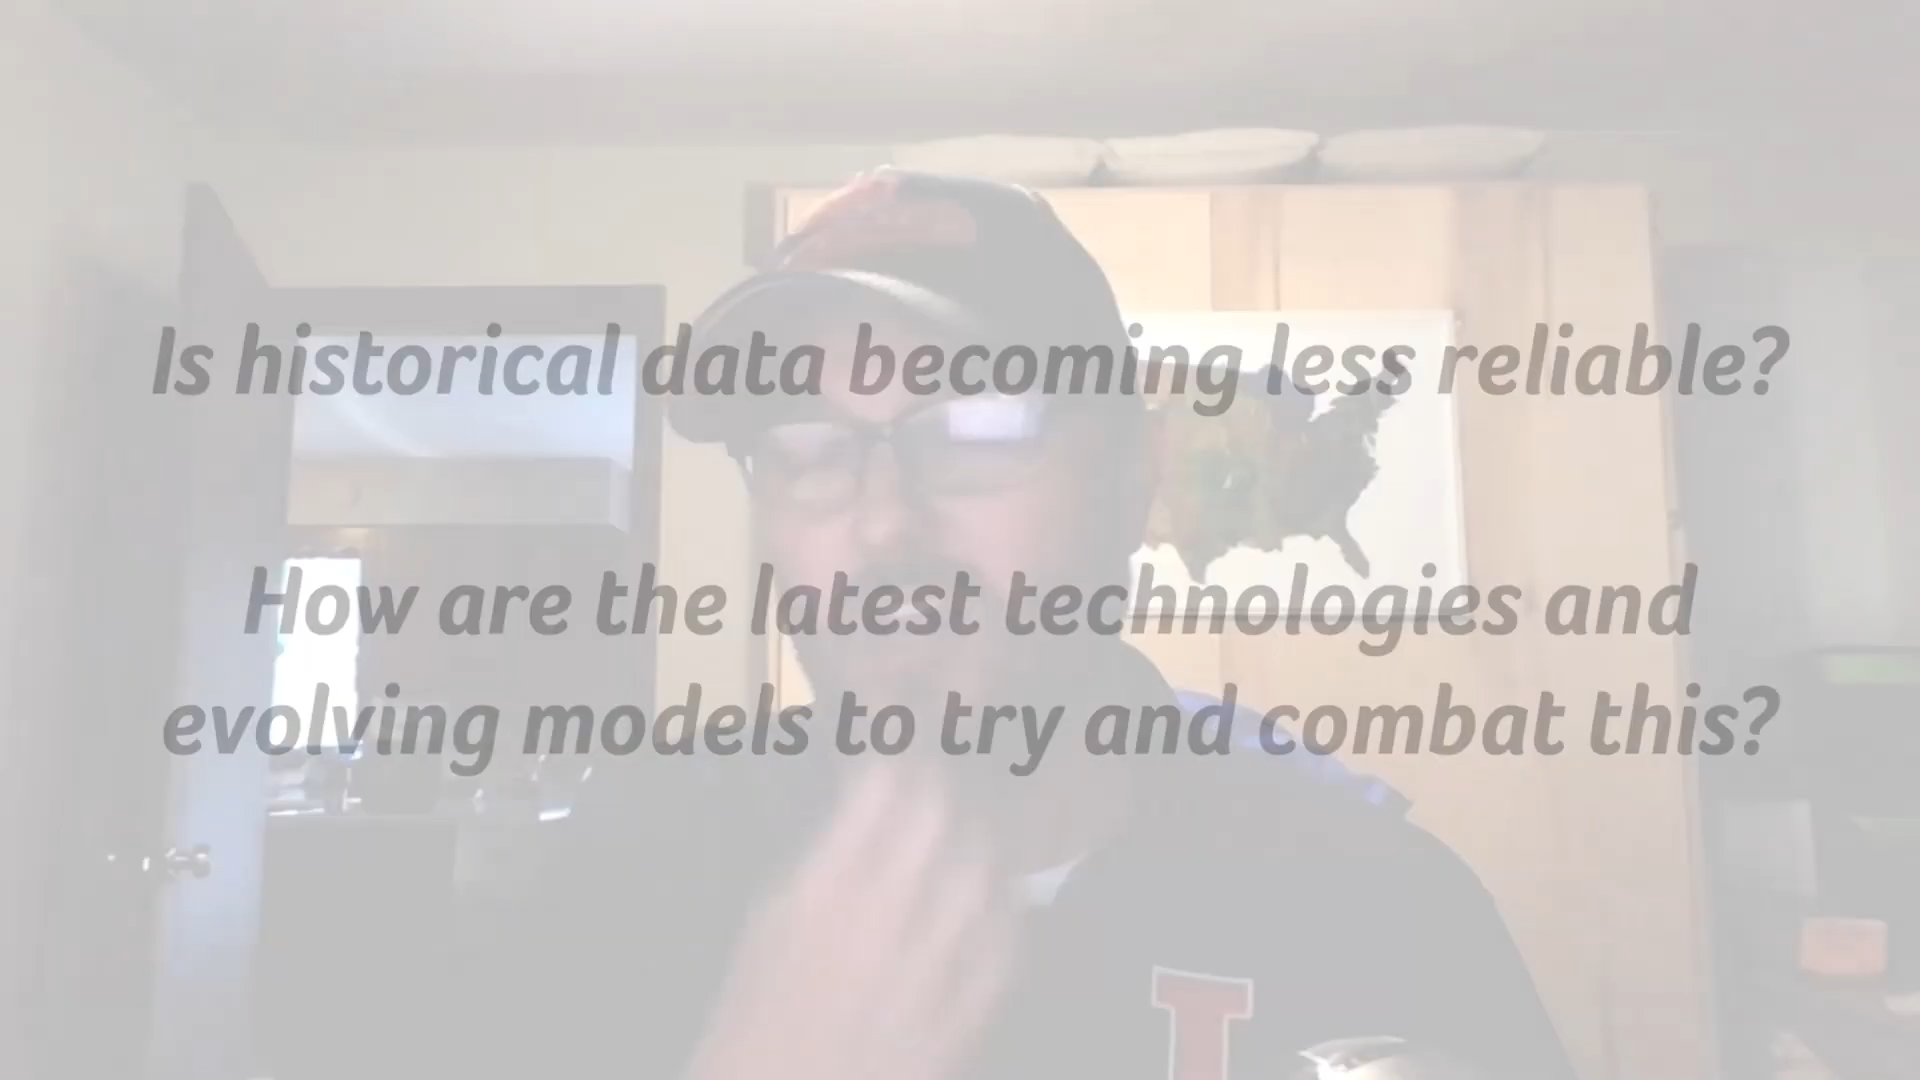 Is historical data becoming less reliable?
How are the latest technologies and
evolving models to try and combat this?
I